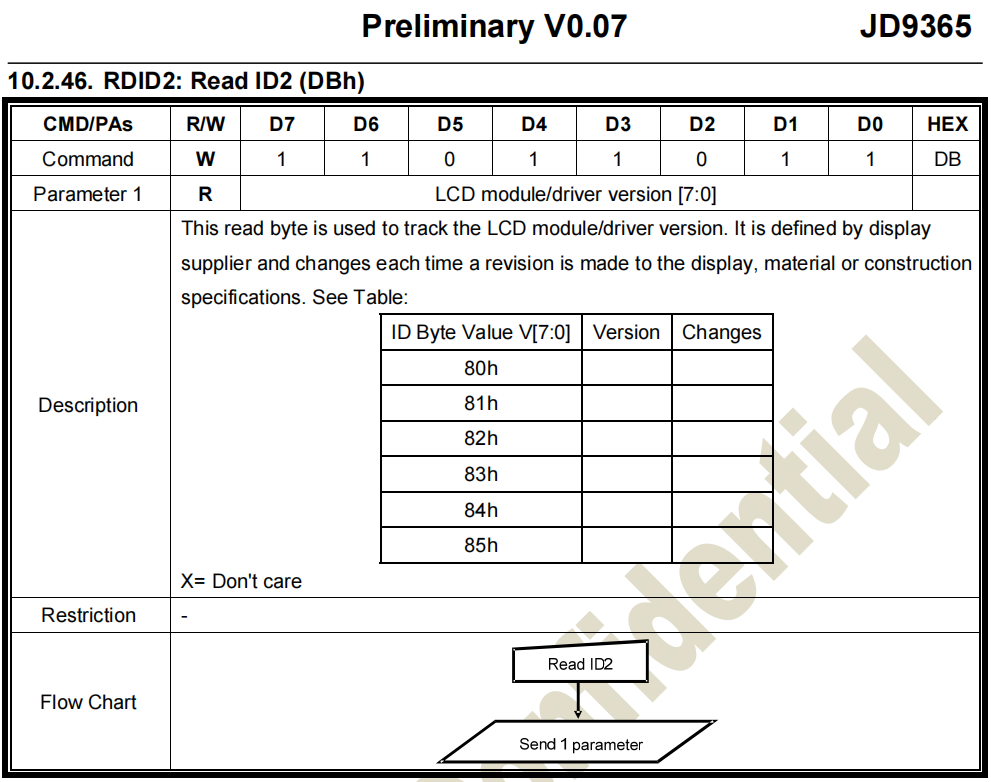 Preliminary V0.07 JD9365
10.2.46. RDID2: Read ID2 (DBh)
CMD/PAs R/W D7 D6 D5 D4 D3 D2 D1 D0 HEX
Command W 1 1 0 1 1 0 1 1 DB
Parameter 1 R LCD module/driver version [7:0]
Description
This read byte is used to track the LCD module/driver version. It is defined by display
supplier and changes each time a revision is made to the display, material or construction
specifications. See Table:
ID Byte Value V[7:0] Version Changes
80h
81h
82h
83h
84h
85h
X= Don't care
Restriction -
Flow Chart
Read ID2
Send 1 parameter
onfidential